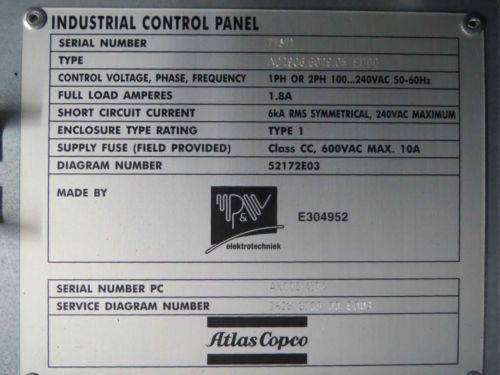 INDUSTRIAL CONTROL PANEL
SERIAL NUMBER
TYPE
CONTROL VOLTAGE, PHASE, FREQUENCY 1PH OR 2PH 100...240VAC 50-60Hz
FULL LOAD AMPERES 1.8A
SHORT CIRCUIT CURRENT 6kA RMS SYMMETRICAL, 240VAC MAXIMUM
ENCLOSURE TYPE RATING TYPE 1
SUPPLY FUSE (FIELD PROVIDED) Class CC, 600VAC MAX. 10A
DIAGRAM NUMBER 52172E03
MADE BY P&W E304952
elektrotechniek
SERIAL NUMBER PC
SERVICE DIAGRAM NUMBER
Atlas Copco